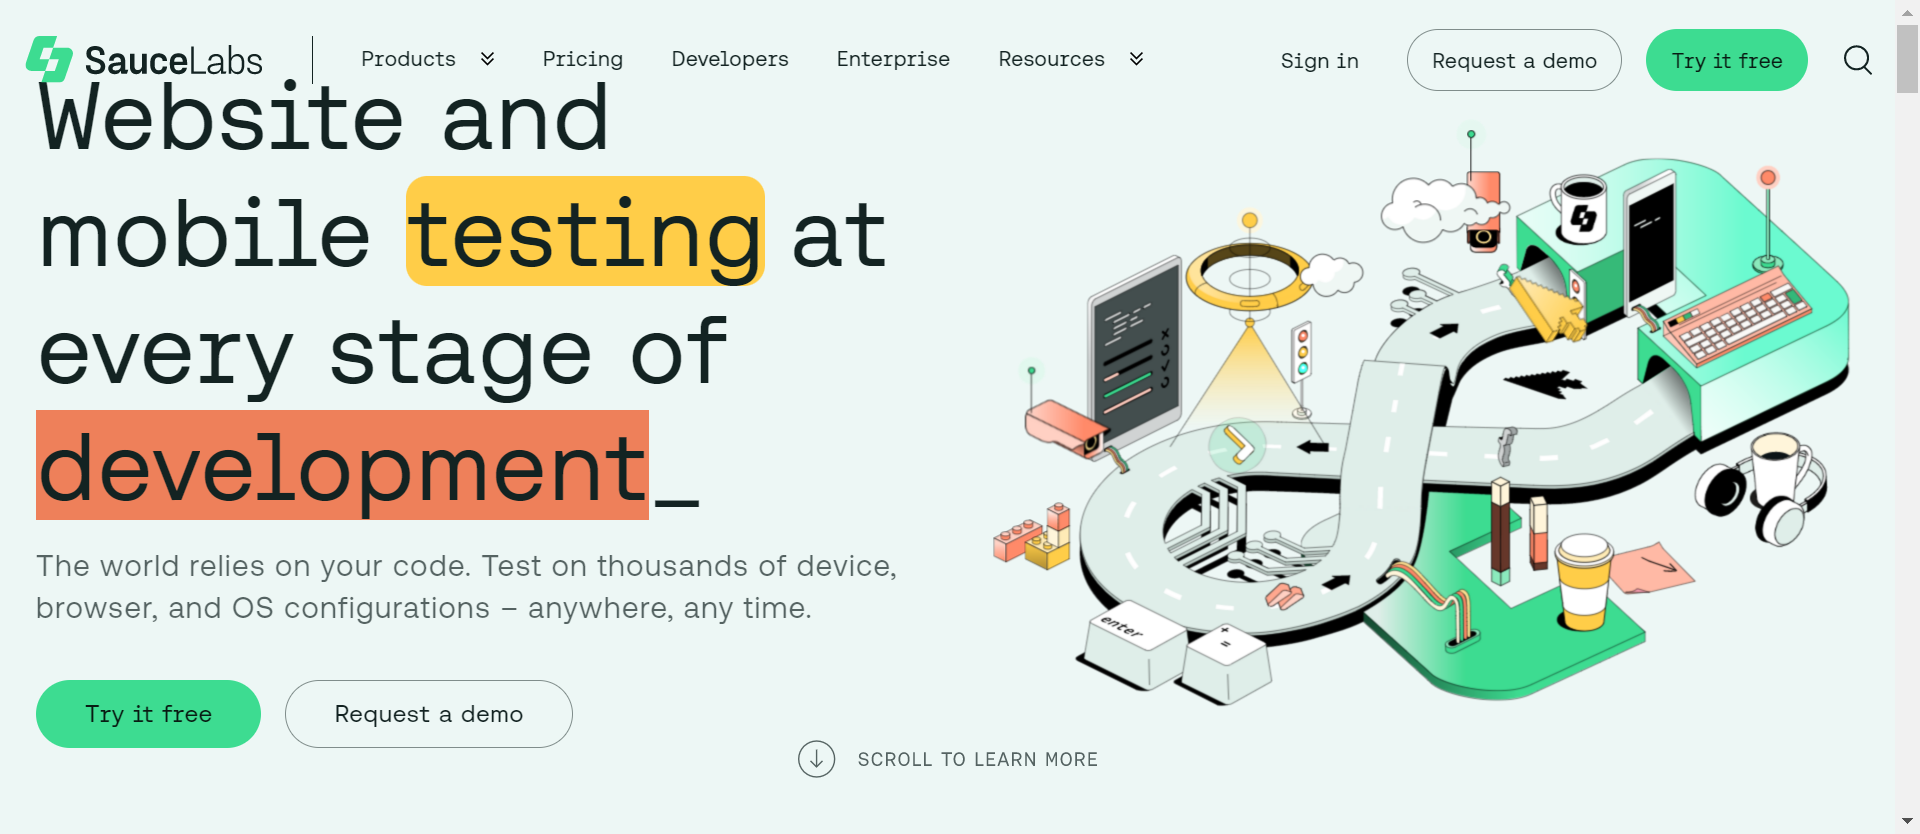 SauceLabs
Products Pricing Developers Enterprise Resources Sign in Request a demo Try it free
Website and
mobile testing at
every stage of
development_
The world relies on your code. Test on thousands of device,
browser, and OS configurations – anywhere, any time.
Try it free Request a demo
enter
+
=
SCROLL TO LEARN MORE